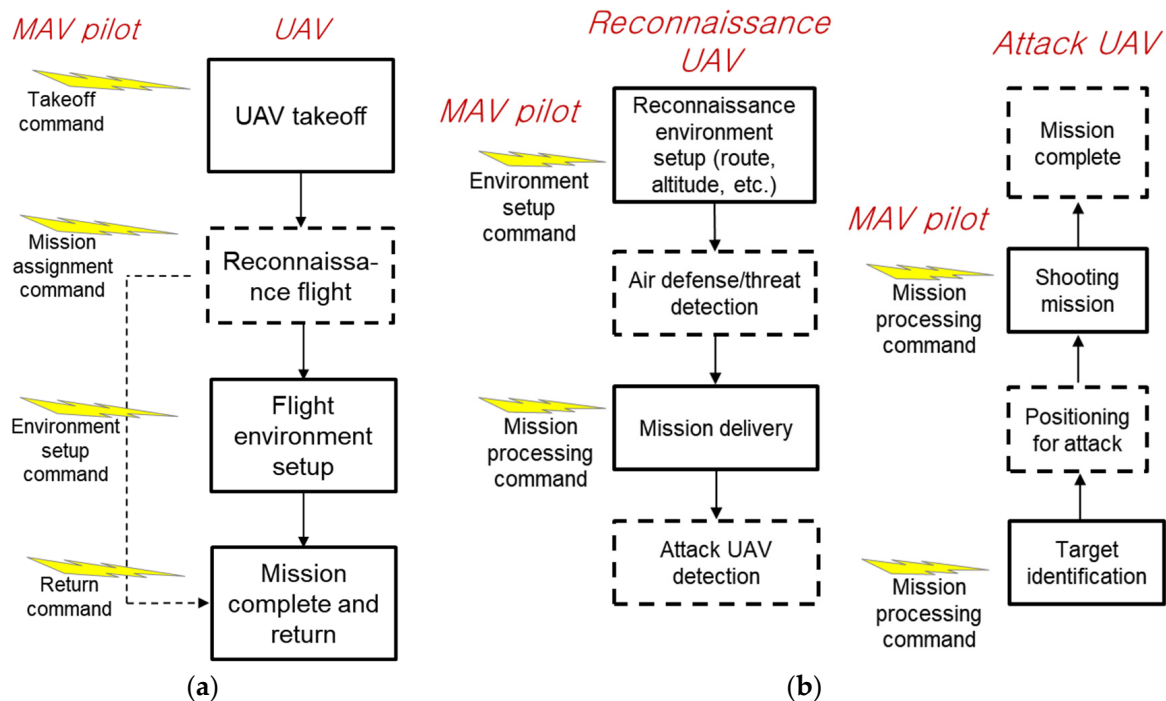 MAV pilot
UAV
Takeoff
command
UAV takeoff
Mission
assignment
command
Reconnaissa-
nce flight
Environment
setup
command
Flight
environment
setup
Return
command
Mission
complete and
return
(a)
Reconnaissance
UAV
MAV pilot
Environment
setup
command
Reconnaissance
environment
setup (route,
altitude, etc.)
Air defense/threat
detection
Mission
processing
command
Mission delivery
Attack UAV
detection
Attack UAV
Mission
complete
MAV pilot
Mission
processing
command
Shooting
mission
Positioning
for attack
Mission
processing
command
Target
identification
(b)